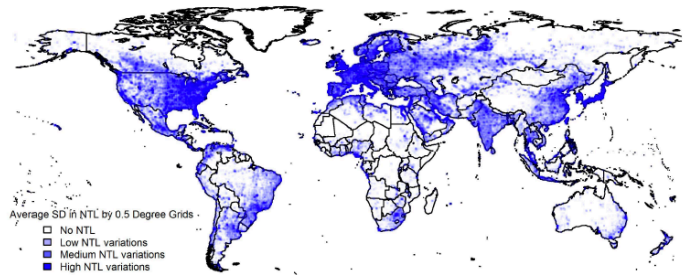 Average SD in NTL by 0.5 Degree Grids
No NTL
Low NTL variations
Medium NTL variations
High NTL variations